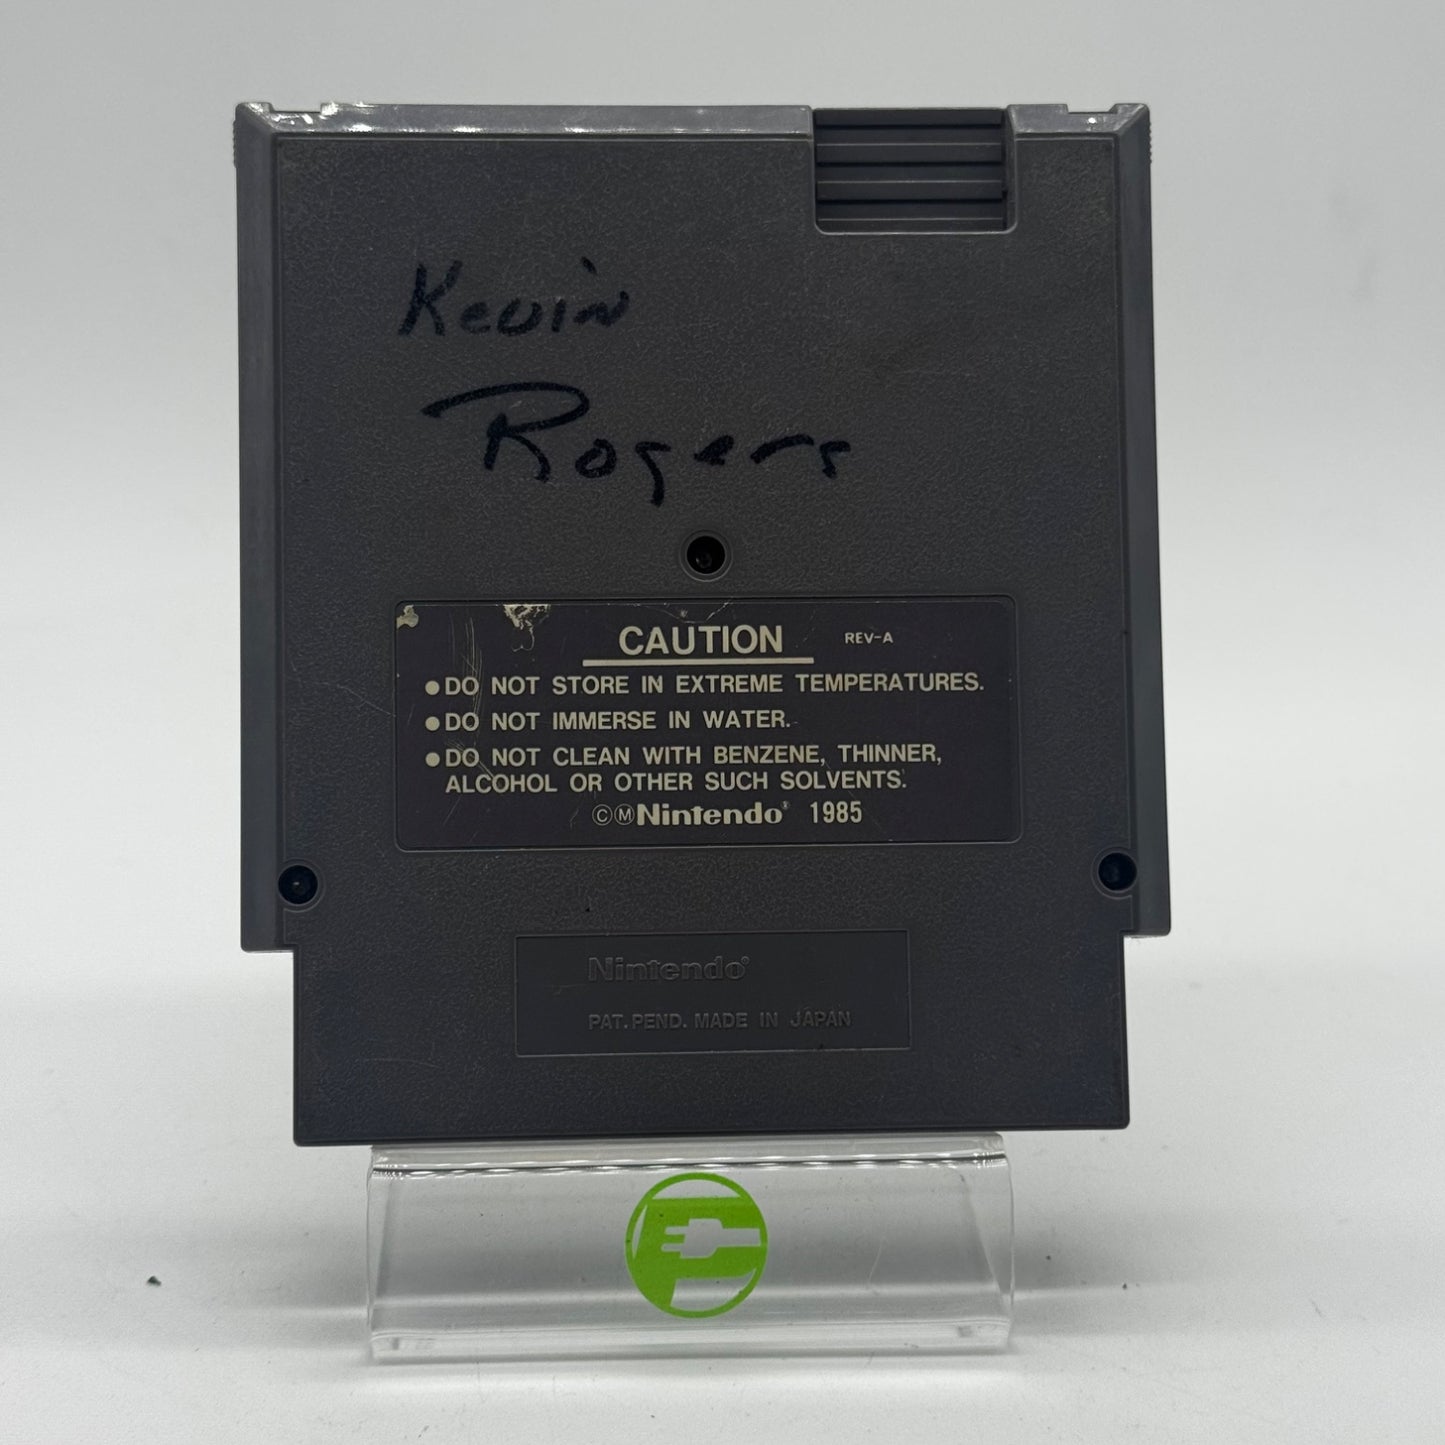 Kevin
Rogers
CAUTION REV-A
●DO NOT STORE IN EXTREME TEMPERATURES.
●DO NOT IMMERSE IN WATER.
●DO NOT CLEAN WITH BENZENE, THINNER,
ALCOHOL OR OTHER SUCH SOLVENTS.
©ⓂNintendo® 1985
Nintendo®
PAT. PEND. MADE IN JAPAN